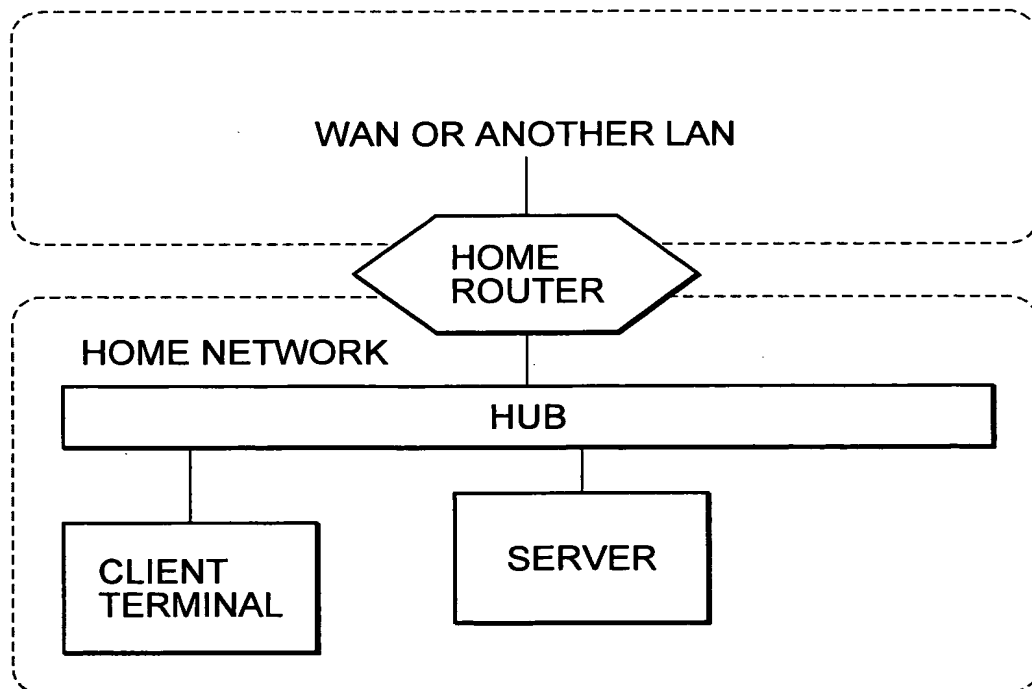 WAN OR ANOTHER LAN
HOME
ROUTER
HOME NETWORK
HUB
CLIENT
TERMINAL
SERVER